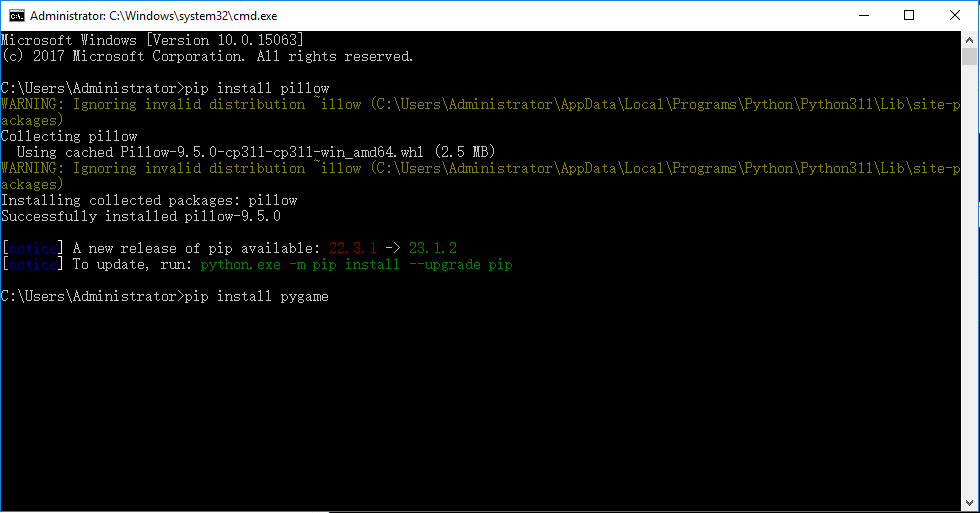 Administrator: C:\Windows\system32\cmd.exe
Microsoft Windows [Version 10.0.15063]
(c) 2017 Microsoft Corporation. All rights reserved.
C:\Users\Administrator>pip install pillow
WARNING: Ignoring invalid distribution ~illow (C:\Users\Administrator\AppData\Local\Programs\Python\Python311\Lib\site-p
ackages)
Collecting pillow
  Using cached Pillow-9.5.0-cp311-cp311-win_amd64.whl (2.5 MB)
WARNING: Ignoring invalid distribution ~illow (C:\Users\Administrator\AppData\Local\Programs\Python\Python311\Lib\site-p
ackages)
Installing collected packages: pillow
Successfully installed pillow-9.5.0
[notice] A new release of pip available: 22.3.1 -> 23.1.2
[notice] To update, run: python.exe -m pip install --upgrade pip
C:\Users\Administrator>pip install pygame